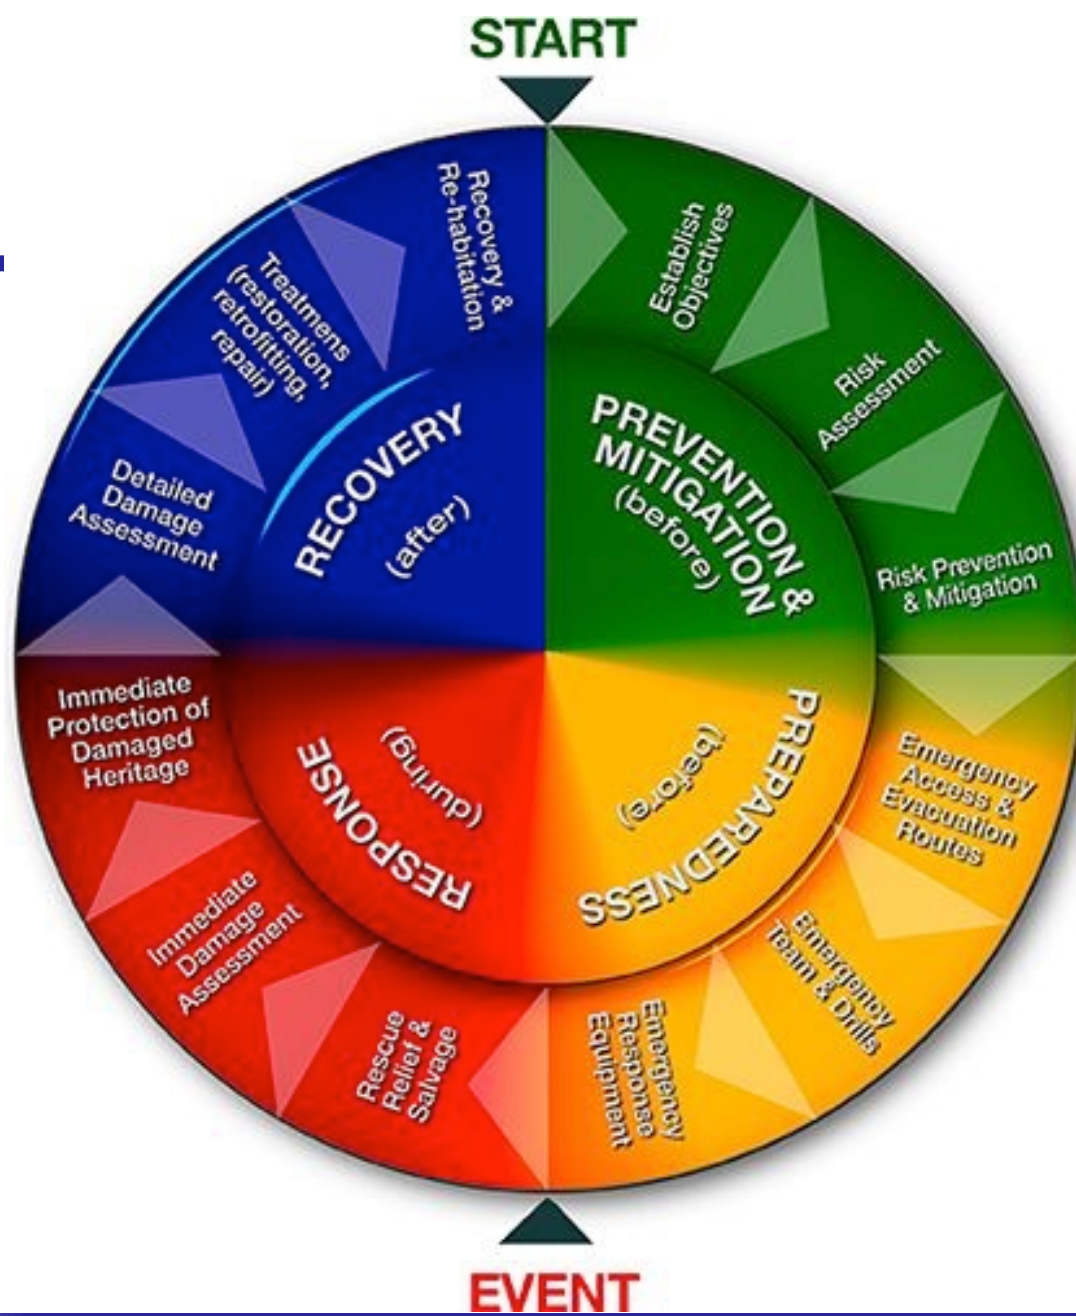 START
Establish
Objectives
Risk
Assessment
Risk Prevention
& Mitigation
Emergency
Access &
Evacuation
Routes
Emergency
Team & Drills
Emergency
Response
Equipment
Rescue
Relief &
Salvage
Immediate
Damage
Assessment
Immediate
Protection of
Damaged
Heritage
Detailed
Damage
Assessment
Treatmens
(restoration,
retrofitting,
repair)
Recovery &
Re-habitation
PREVENTION &
MITIGATION
(before)
PREPAREDNESS
(before)
RESPONSE
(during)
RECOVERY
(after)
EVENT